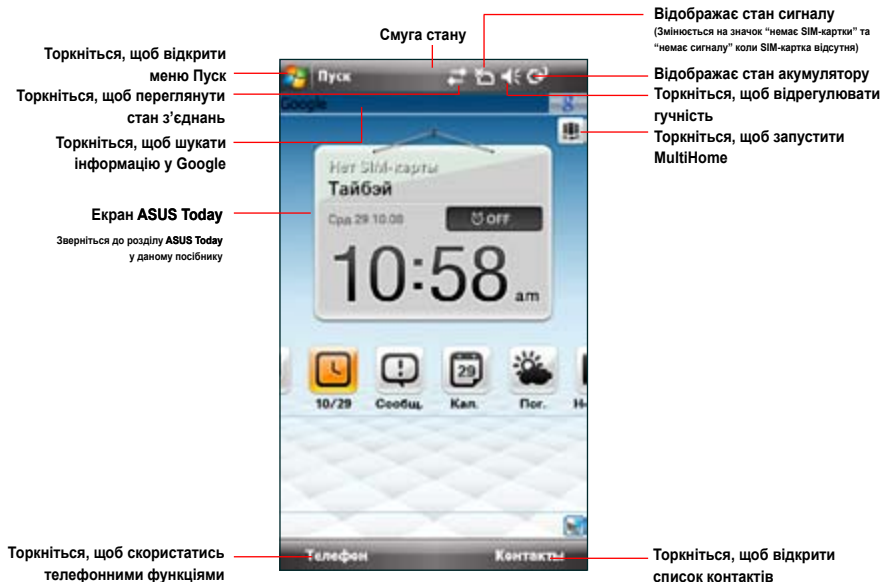 Смуга стану
Відображає стан сигналу
(Змінюється на значок “немає SIM-картки” та
“немає сигналу” коли SIM-картка відсутня)
Торкніться, щоб відкрити
меню Пуск
Відображає стан акумулятору
Торкніться, щоб переглянути
стан з’єднань
Торкніться, щоб відрегулювати
гучність
Торкніться, щоб шукати
інформацію у Google
Торкніться, щоб запустити
MultiHome
Екран ASUS Today
Зверніться до розділу ASUS Today
у даному посібнику
Пуск
Google
Нет SIM-карты
Тайбэй
Срд 29.10.08
OFF
10:58 am
29
10/29 Сообщ. Кал. Пог.
Телефон Контакты
Торкніться, щоб скористатись
телефонними функціями
Торкніться, щоб відкрити
список контактів